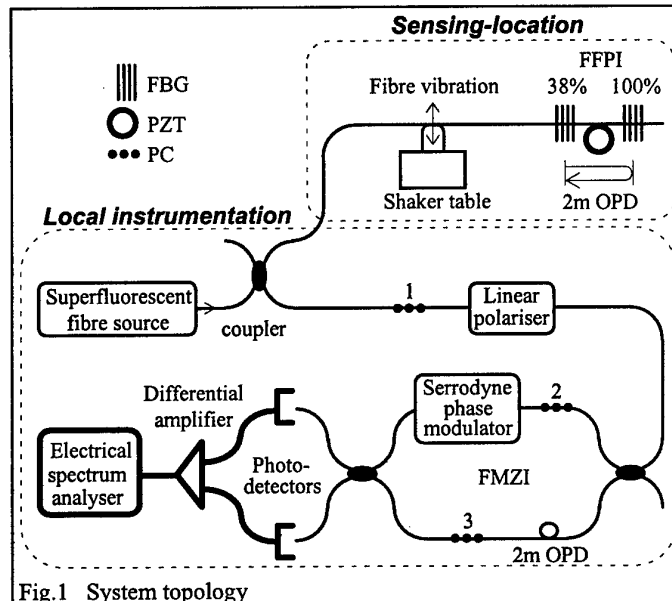 Sensing-location
FFPI
38% 100%
Fibre vibration
FBG
PZT
PC
Shaker table
2m OPD
Local instrumentation
1
Superfluorescent
fibre source
coupler
Linear
polariser
Differential
amplifier
Serrodyne
phase
modulator
2
Electrical
spectrum
analyser
Photo-
detectors
FMZI
3
2m OPD
Fig.1 System topology